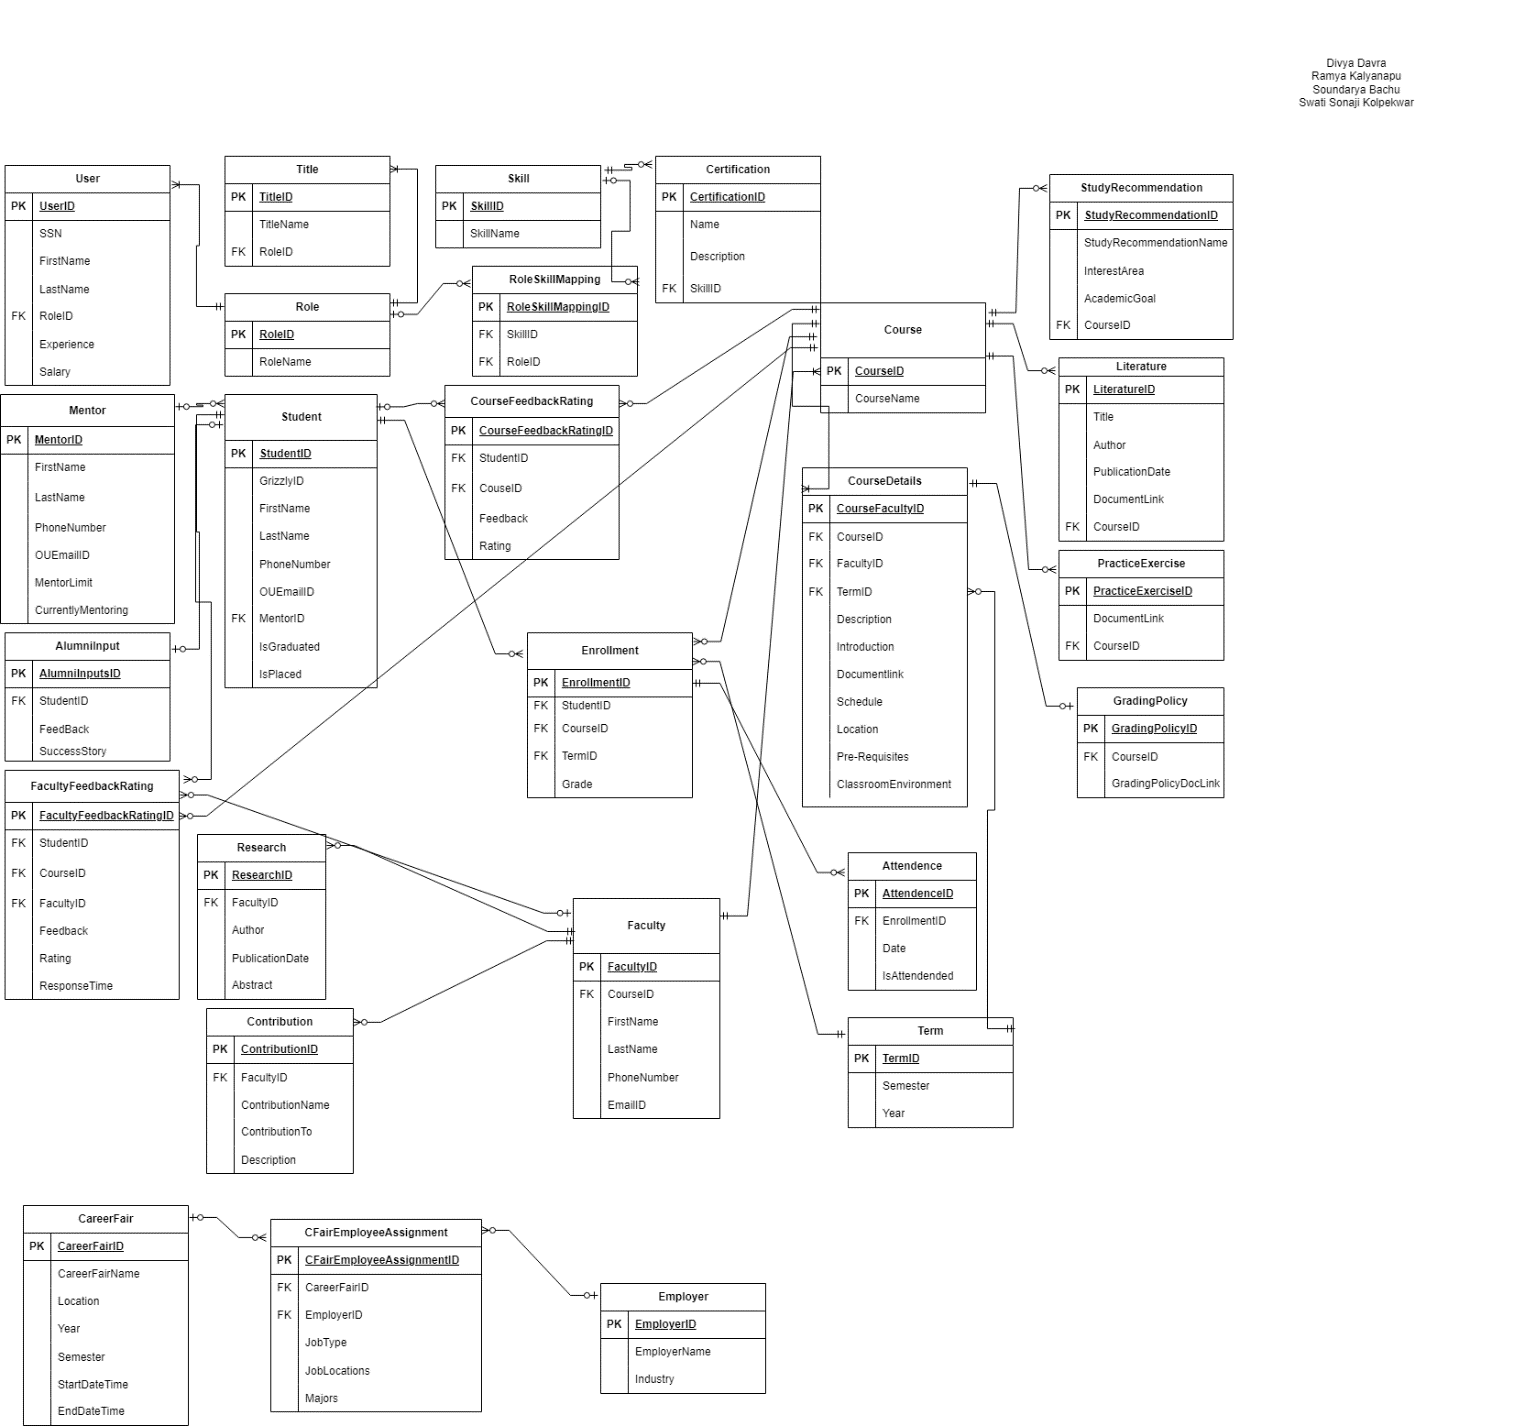 Divya Davra
Ramya Kalyanapu
Soundarya Bachu
Swati Sonaji Kolpekwar
User
PK UserID
SSN
FirstName
LastName
FK RoleID
Experience
Salary
Title
PK TitleID
TitleName
FK RoleID
Role
PK RoleID
RoleName
Skill
PK SkillID
SkillName
RoleSkillMapping
PK RoleSkillMappingID
FK SkillID
FK RoleID
Certification
PK CertificationID
Name
Description
FK SkillID
Course
PK CourseID
CourseName
StudyRecommendation
PK StudyRecommendationID
StudyRecommendationName
InterestArea
AcademicGoal
FK CourseID
Literature
PK LiteratureID
Title
Author
PublicationDate
DocumentLink
FK CourseID
PracticeExercise
PK PracticeExerciseID
DocumentLink
FK CourseID
GradingPolicy
PK GradingPolicyID
FK CourseID
GradingPolicyDocLink
Mentor
PK MentorID
FirstName
LastName
PhoneNumber
OUEmailID
MentorLimit
CurrentlyMentoring
Student
PK StudentID
GrizzlyID
FirstName
LastName
PhoneNumber
OUEmailID
FK MentorID
IsGraduated
IsPlaced
CourseFeedbackRating
PK CourseFeedbackRatingID
FK StudentID
FK CouseID
Feedback
Rating
CourseDetails
PK CourseFacultyID
FK CourseID
FK FacultyID
FK TermID
Description
Introduction
Documentlink
Schedule
Location
Pre-Requisites
ClassroomEnvironment
AlumniInput
PK AlumniInputsID
FK StudentID
FeedBack
SuccessStory
Enrollment
PK EnrollmentID
FK StudentID
FK CourseID
FK TermID
Grade
FacultyFeedbackRating
PK FacultyFeedbackRatingID
FK StudentID
FK CourseID
FK FacultyID
Feedback
Rating
ResponseTime
Research
PK ResearchID
FK FacultyID
Author
PublicationDate
Abstract
Contribution
PK ContributionID
FK FacultyID
ContributionName
ContributionTo
Description
Faculty
PK FacultyID
FK CourseID
FirstName
LastName
PhoneNumber
EmailID
Attendence
PK AttendenceID
FK EnrollmentID
Date
IsAttendended
Term
PK TermID
Semester
Year
CareerFair
PK CareerFairID
CareerFairName
Location
Year
Semester
StartDateTime
EndDateTime
CFairEmployeeAssignment
PK CFairEmployeeAssignmentID
FK CareerFairID
FK EmployerID
JobType
JobLocations
Majors
Employer
PK EmployerID
EmployerName
Industry